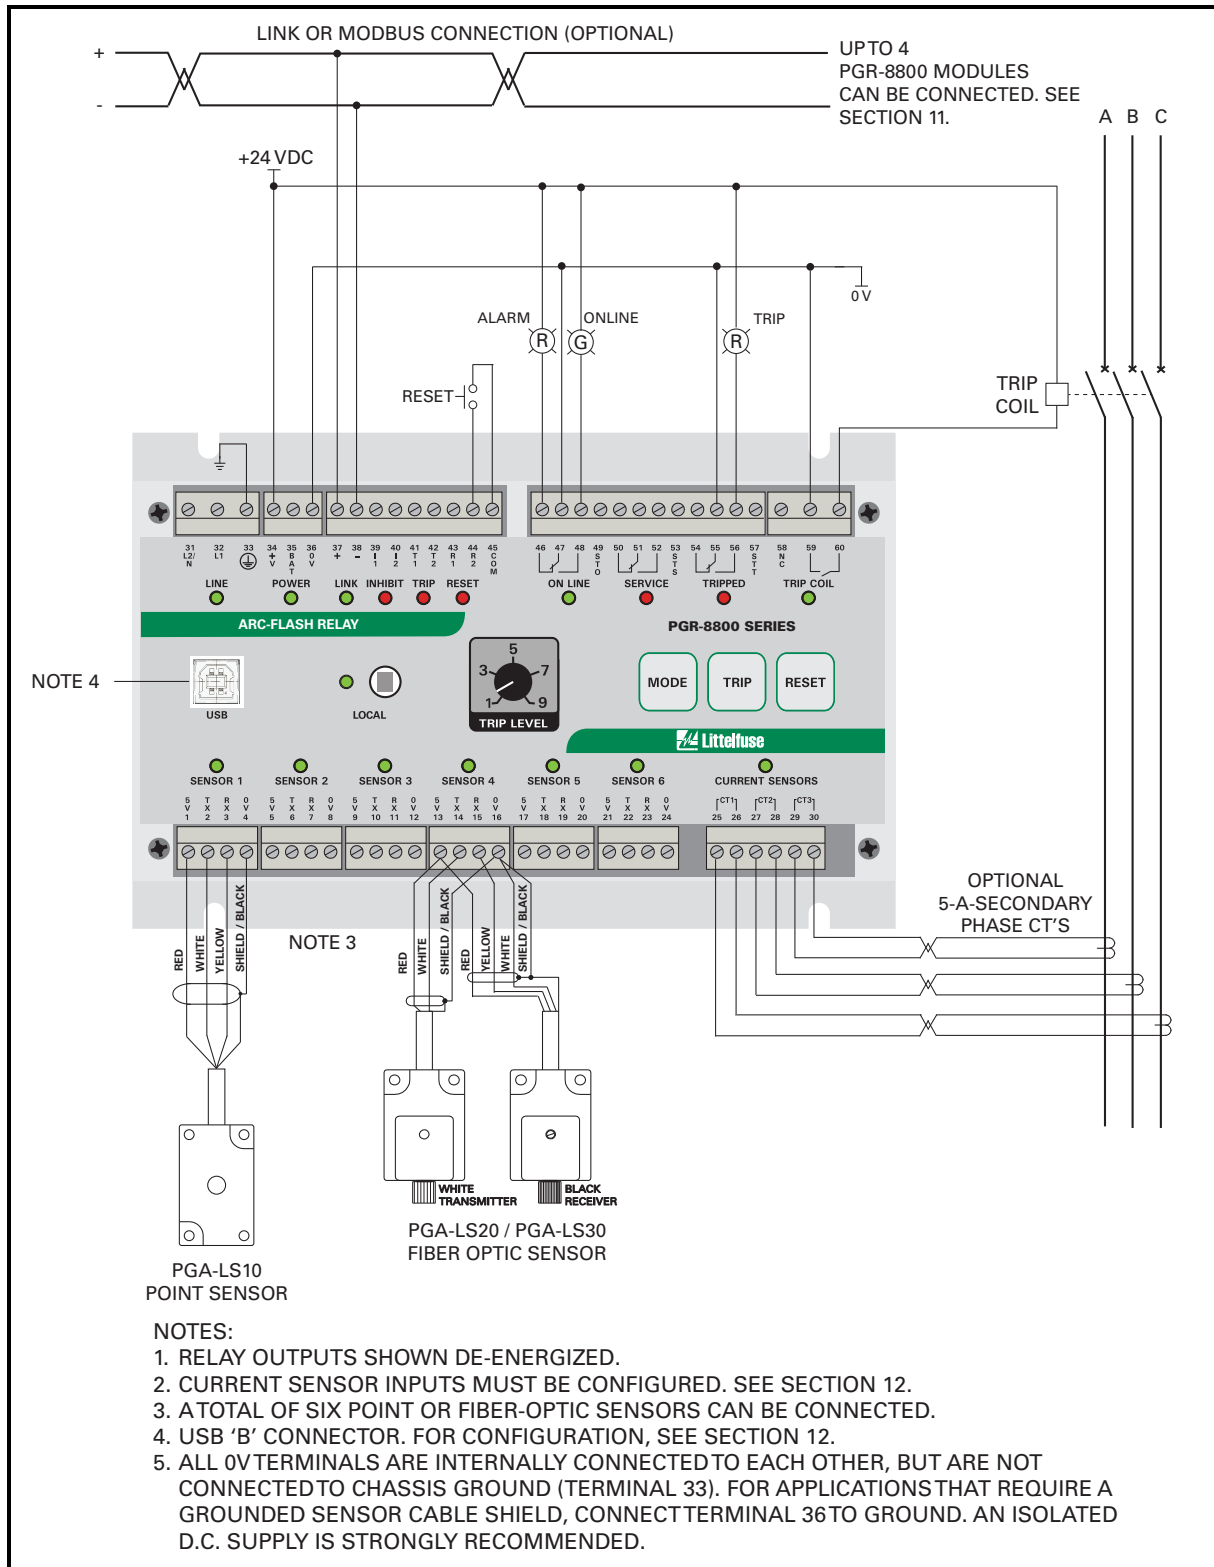 LINK OR MODBUS CONNECTION (OPTIONAL)
+
-
UP TO 4
PGR-8800 MODULES
CAN BE CONNECTED. SEE
SECTION 11.
A B C
+24 VDC
0 V
ALARM
R
G
ONLINE
R
TRIP
RESET
TRIP
COIL
31 32 33 34 35 36 37 38 39 40 41 42 43 44 45 46 47 48 49 50 51 52 53 54 55 56 57 58 59 60
L2/N L1 +V BAT 0V + - I1 I2 T1 T2 R1 R2 COM STO STS STT NC
LINE POWER LINK INHIBIT TRIP RESET ON LINE SERVICE TRIPPED TRIP COIL
ARC-FLASH RELAY
PGR-8800 SERIES
NOTE 4
USB
LOCAL
1 3 5 7 9
TRIP LEVEL
MODE TRIP RESET
Littelfuse
SENSOR 1 SENSOR 2 SENSOR 3 SENSOR 4 SENSOR 5 SENSOR 6 CURRENT SENSORS
5V TX RX 0V 5V TX RX 0V 5V TX RX 0V 5V TX RX 0V 5V TX RX 0V 5V TX RX 0V CT1 CT2 CT3
1 2 3 4 5 6 7 8 9 10 11 12 13 14 15 16 17 18 19 20 21 22 23 24 25 26 27 28 29 30
RED
WHITE
YELLOW
SHIELD / BLACK
NOTE 3
RED
WHITE
SHIELD / BLACK
RED
YELLOW
WHITE
SHIELD / BLACK
OPTIONAL
5-A-SECONDARY
PHASE CT'S
WHITE
TRANSMITTER
BLACK
RECEIVER
PGA-LS20 / PGA-LS30
FIBER OPTIC SENSOR
PGA-LS10
POINT SENSOR
NOTES:
1. RELAY OUTPUTS SHOWN DE-ENERGIZED.
2. CURRENT SENSOR INPUTS MUST BE CONFIGURED. SEE SECTION 12.
3. A TOTAL OF SIX POINT OR FIBER-OPTIC SENSORS CAN BE CONNECTED.
4. USB 'B' CONNECTOR. FOR CONFIGURATION, SEE SECTION 12.
5. ALL 0V TERMINALS ARE INTERNALLY CONNECTED TO EACH OTHER, BUT ARE NOT
CONNECTED TO CHASSIS GROUND (TERMINAL 33). FOR APPLICATIONS THAT REQUIRE A
GROUNDED SENSOR CABLE SHIELD, CONNECT TERMINAL 36 TO GROUND. AN ISOLATED
D.C. SUPPLY IS STRONGLY RECOMMENDED.